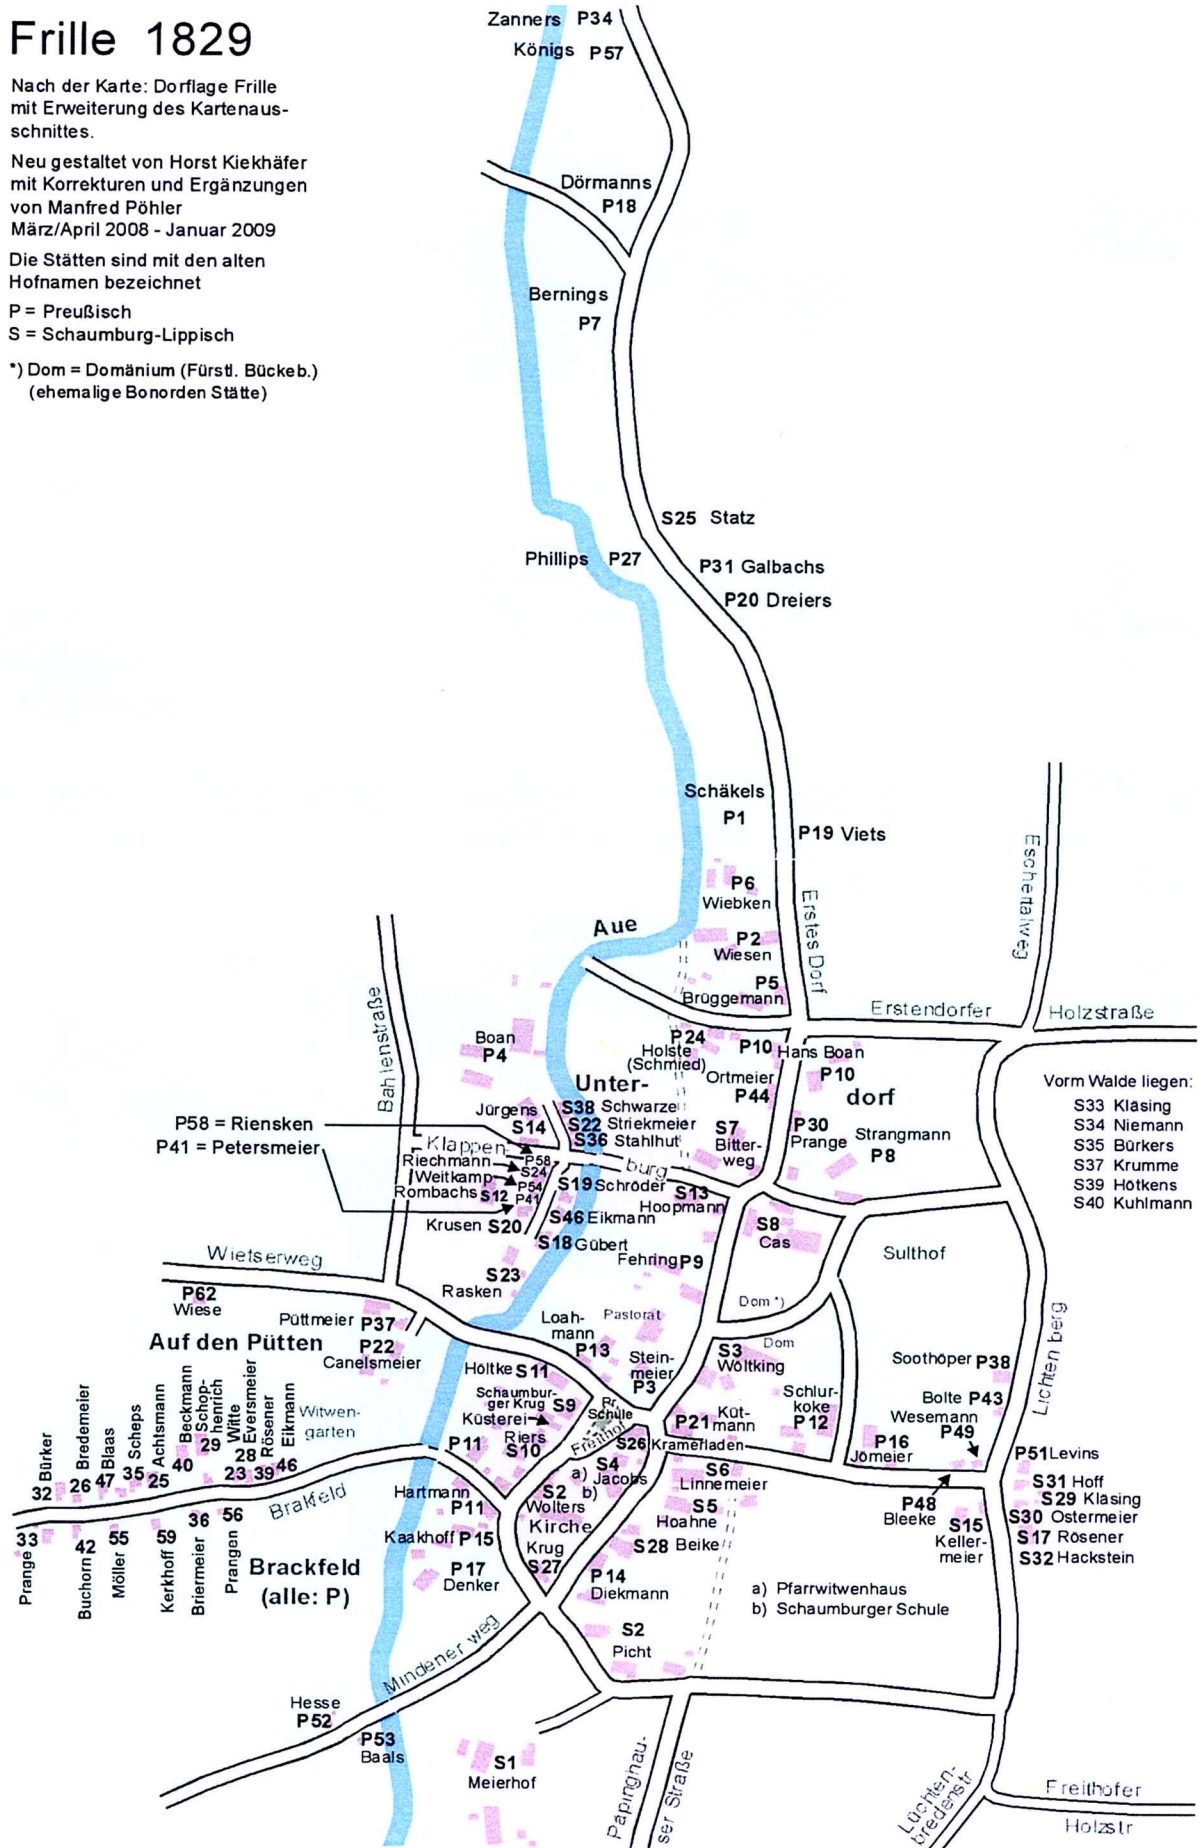 Frille 1829
Nach der Karte: Dorflage Frille
mit Erweiterung des Kartenaus-
schnittes.
Neu gestaltet von Horst Kiekhäfer
mit Korrekturen und Ergänzungen
von Manfred Pöhler
März/April 2008 - Januar 2009
Die Stätten sind mit den alten
Hofnamen bezeichnet
P = Preußisch
S = Schaumburg-Lippisch
*) Dom = Domänium (Fürstl. Bückeb.)
(ehemalige Bonorden Stätte)
Zanners P34
Königs P57
Dörmanns
P18
Bernings
P7
S25 Statz
Phillips P27
P31 Galbachs
P20 Dreiers
Schäkels
P1
P19 Viets
P6
Wiebken
Erstes Dorf
Eschertalweg
Aue
P2
Wiesen
P5
Brüggemann
Erstendorfer Holzstraße
Bahlenstraße
Boan
P4
P24
Holste
(Schmied)
P10 Hans Boan
P10
Ortmeier
P44
Unter-
dorf
Vorm Walde liegen:
S33 Kläsing
S34 Niemann
S35 Bürkers
S37 Krumme
S39 Hötkens
S40 Kuhlmann
Jürgens
S14
S38 Schwarze
S22 Striekmeier
S36 Stahlhut
S7
Bitter-
weg
P30
Prange
Strangmann
P8
P58 = Riensken
P41 = Petersmeier
Klappen-
burg
Riechmann
Weitkamp
Rombachs S12
P58
S24
P54
P41
S19 Schröder
S13
Hoopmann
Krusen S20
S46 Eikmann
S18 Gübert
S8
Cas
Sulthof
Fehring P9
Wietserweg
S23
Rasken
P62
Wiese
Püttmeier P37
P22
Canelsmeier
Auf den Pütten
Loah-
mann
P13
Pastorat
Dom *)
Dom
Stein-
meier
P3
S3
Wöltking
Lichten berg
Soothöper P38
Bolte P43
Wesemann
P49
Höltke S11
Schaumbur-
ger Krug
S9
Küsterei
Riers
S10
Pr.
Schule
Freithof
S26 Kramerladen
P21
Küt-
mann
Schlur-
koke
P12
P16
Jömeier
P51 Levins
P48
Bleeke
S31 Hoff
S29 Klasing
S30 Ostermeier
S17 Rösener
S32 Hackstein
S15
Keller-
meier
P11
Hartmann
P11
a)
b)
S4
Jacobs
S2
Wolters
S6
Linnemeier
S5
Hoahne
Kirche
Krug
S27
S28 Beike
Kaakhoff P15
P17
Denker
P14
Diekmann
a) Pfarrwitwenhaus
b) Schaumburger Schule
S2
Picht
Witwen-
garten
Brakfeld
32 Bürker
26 Bredemeier
47 Blaas
35 Scheps
25 Achtsmann
40 Beckmann
29 Schop-
henrich
23 Witte
28 Eversmeier
39 Rösener
46 Eikmann
33 Prange
42 Buchorn
55 Möller
59 Kerkhoff
36 Briermeier
56 Prangen
Brackfeld
(alle: P)
Mindener weg
Hesse
P52
P53
Baals
S1
Meierhof
Papinghau-
ser Straße
Lüchten-
bredenstr
Freithofer
Holzstr